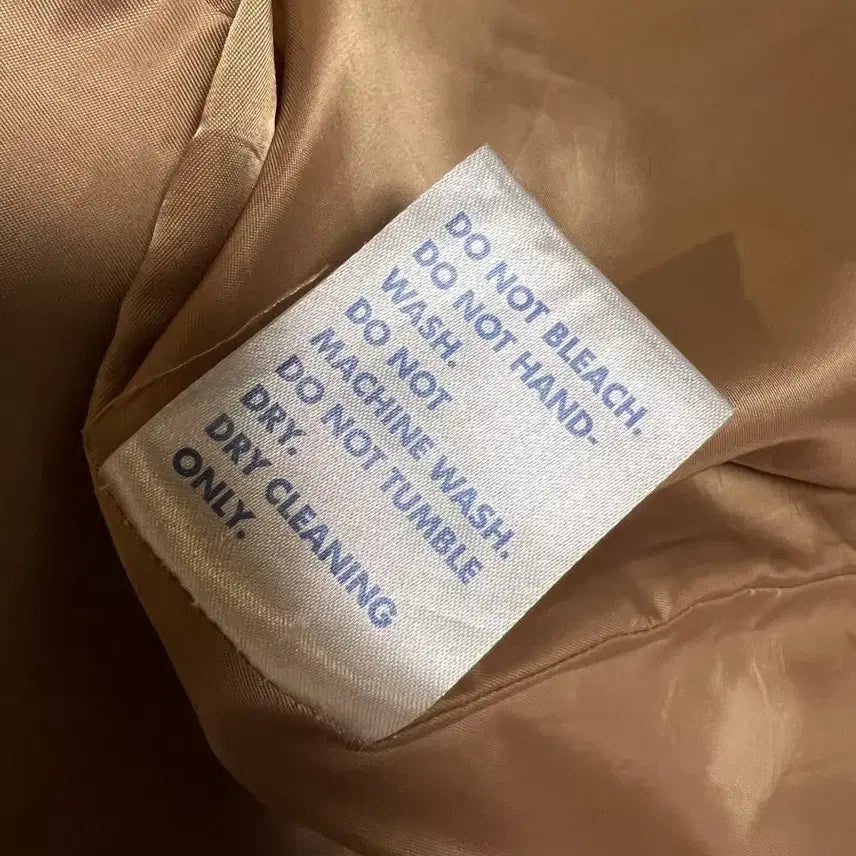 DO NOT BLEACH.
DO NOT HAND-
WASH.
DO NOT
MACHINE WASH.
DO NOT TUMBLE
DRY.
DRY CLEANING
ONLY.